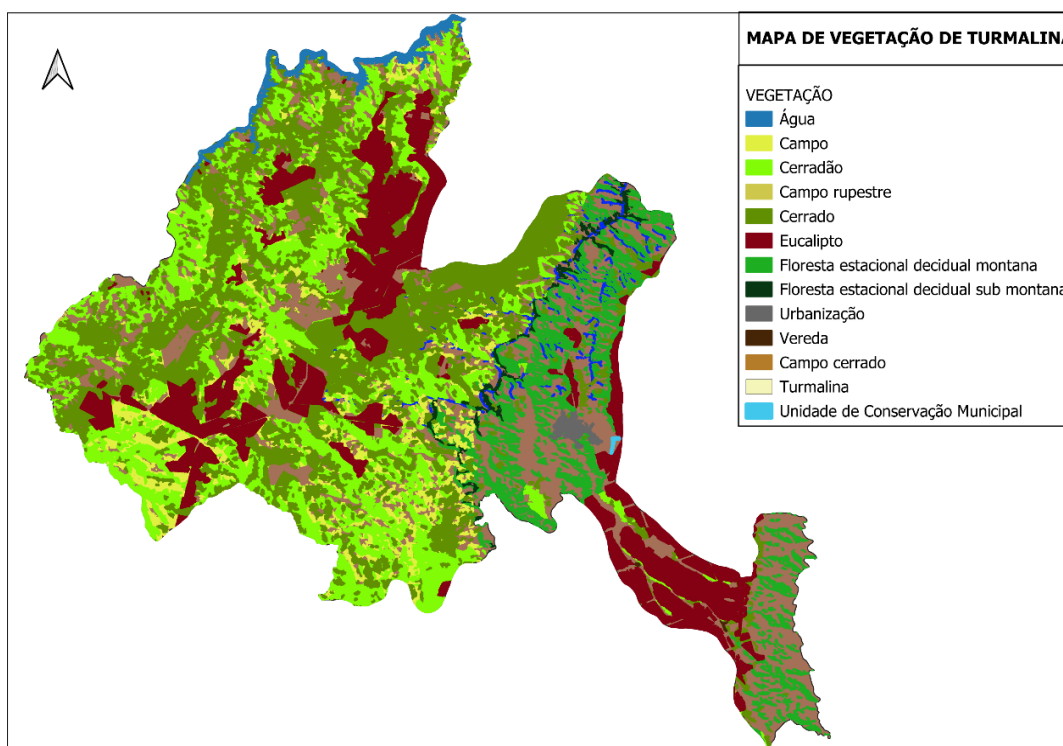 MAPA DE VEGETAÇÃO DE TURMALINA
VEGETAÇÃO
Água
Campo
Cerradão
Campo rupestre
Cerrado
Eucalipto
Floresta estacional decidual montana
Floresta estacional decidual sub montana
Urbanização
Vereda
Campo cerrado
Turmalina
Unidade de Conservação Municipal